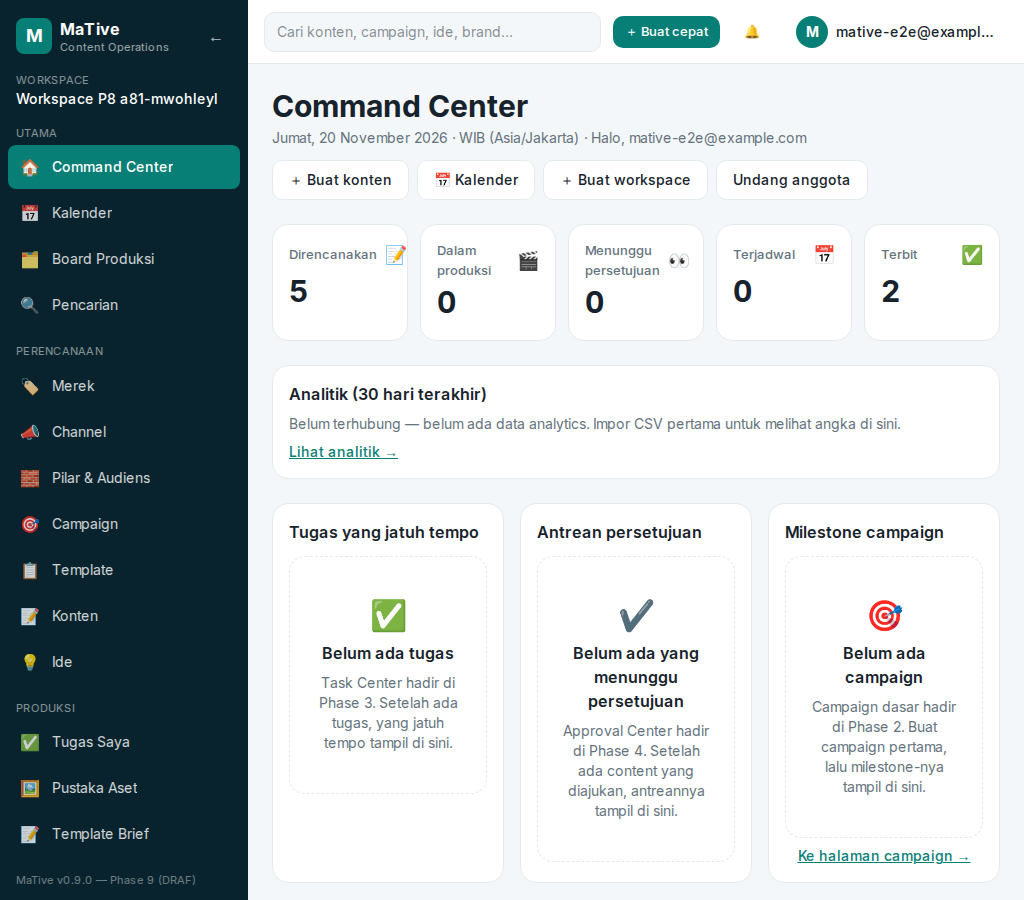 M MaTive
Content Operations
←
WORKSPACE
Workspace P8 a81-mwohleyl
UTAMA
Command Center
Kalender
Board Produksi
Pencarian
PERENCANAAN
Merek
Channel
Pilar & Audiens
Campaign
Template
Konten
Ide
PRODUKSI
Tugas Saya
Pustaka Aset
Template Brief
MaTive v0.9.0 — Phase 9 (DRAF)
Cari konten, campaign, ide, brand...
+ Buat cepat
M mative-e2e@exampl...
Command Center
Jumat, 20 November 2026 · WIB (Asia/Jakarta) · Halo, mative-e2e@example.com
+ Buat konten
Kalender
+ Buat workspace
Undang anggota
Direncanakan
5
Dalam
produksi
0
Menunggu
persetujuan
0
Terjadwal
0
Terbit
2
Analitik (30 hari terakhir)
Belum terhubung — belum ada data analytics. Impor CSV pertama untuk melihat angka di sini.
Lihat analitik →
Tugas yang jatuh tempo
Belum ada tugas
Task Center hadir di
Phase 3. Setelah ada
tugas, yang jatuh
tempo tampil di sini.
Antrean persetujuan
Belum ada yang
menunggu
persetujuan
Approval Center hadir
di Phase 4. Setelah
ada content yang
diajukan, antreannya
tampil di sini.
Milestone campaign
Belum ada
campaign
Campaign dasar hadir
di Phase 2. Buat
campaign pertama,
lalu milestone-nya
tampil di sini.
Ke halaman campaign →